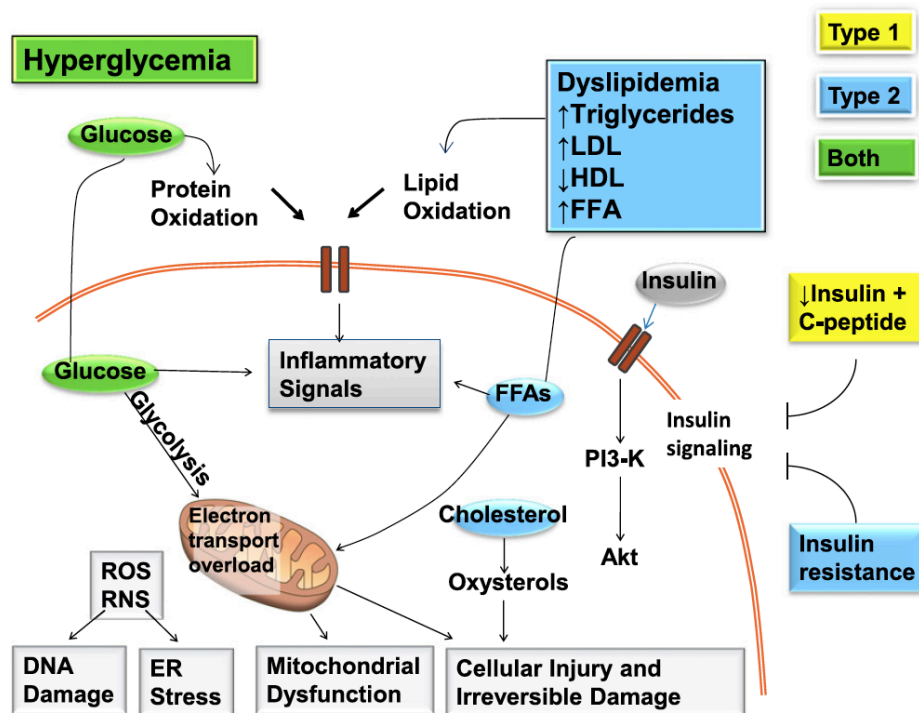 Hyperglycemia
Type 1
Type 2
Both
Glucose
Protein
Oxidation
Lipid
Oxidation
Dyslipidemia
↑Triglycerides
↑LDL
↓HDL
↑FFA
Insulin
↓Insulin +
C-peptide
Glucose
Inflammatory
Signals
FFAs
Insulin
signaling
Glycolysis
PI3-K
Electron
transport
overload
Cholesterol
Akt
Insulin
resistance
ROS
RNS
Oxysterols
DNA
Damage
ER
Stress
Mitochondrial
Dysfunction
Cellular Injury and
Irreversible Damage